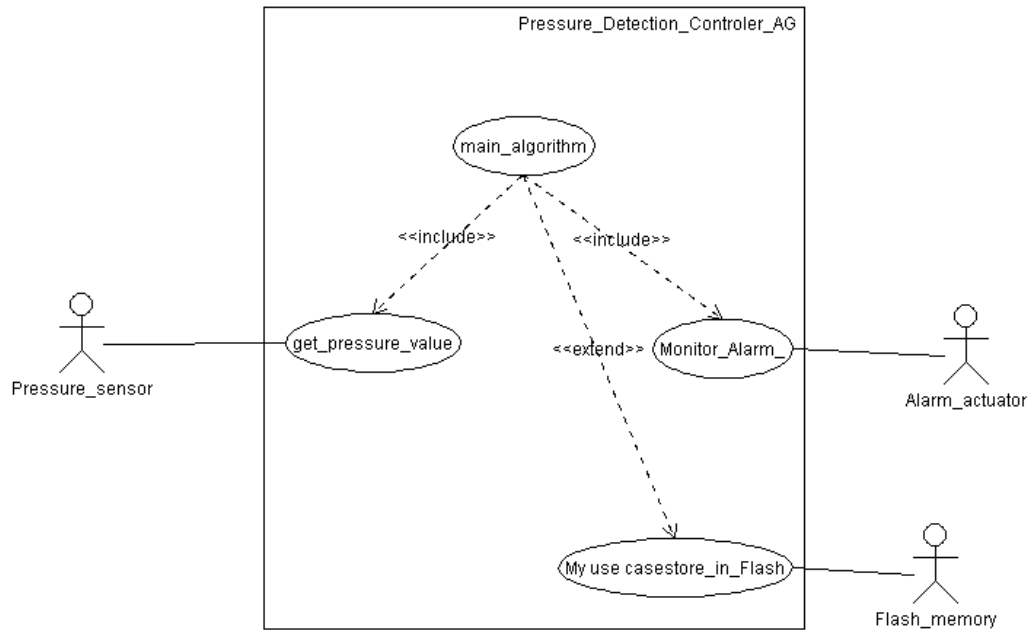 Pressure_Detection_Controler_AG
main_algorithm
<<include>>
<<include>>
get_pressure_value
<<extend>>
Monitor_Alarm_
Pressure_sensor
Alarm_actuator
My use casestore_in_Flash
Flash_memory